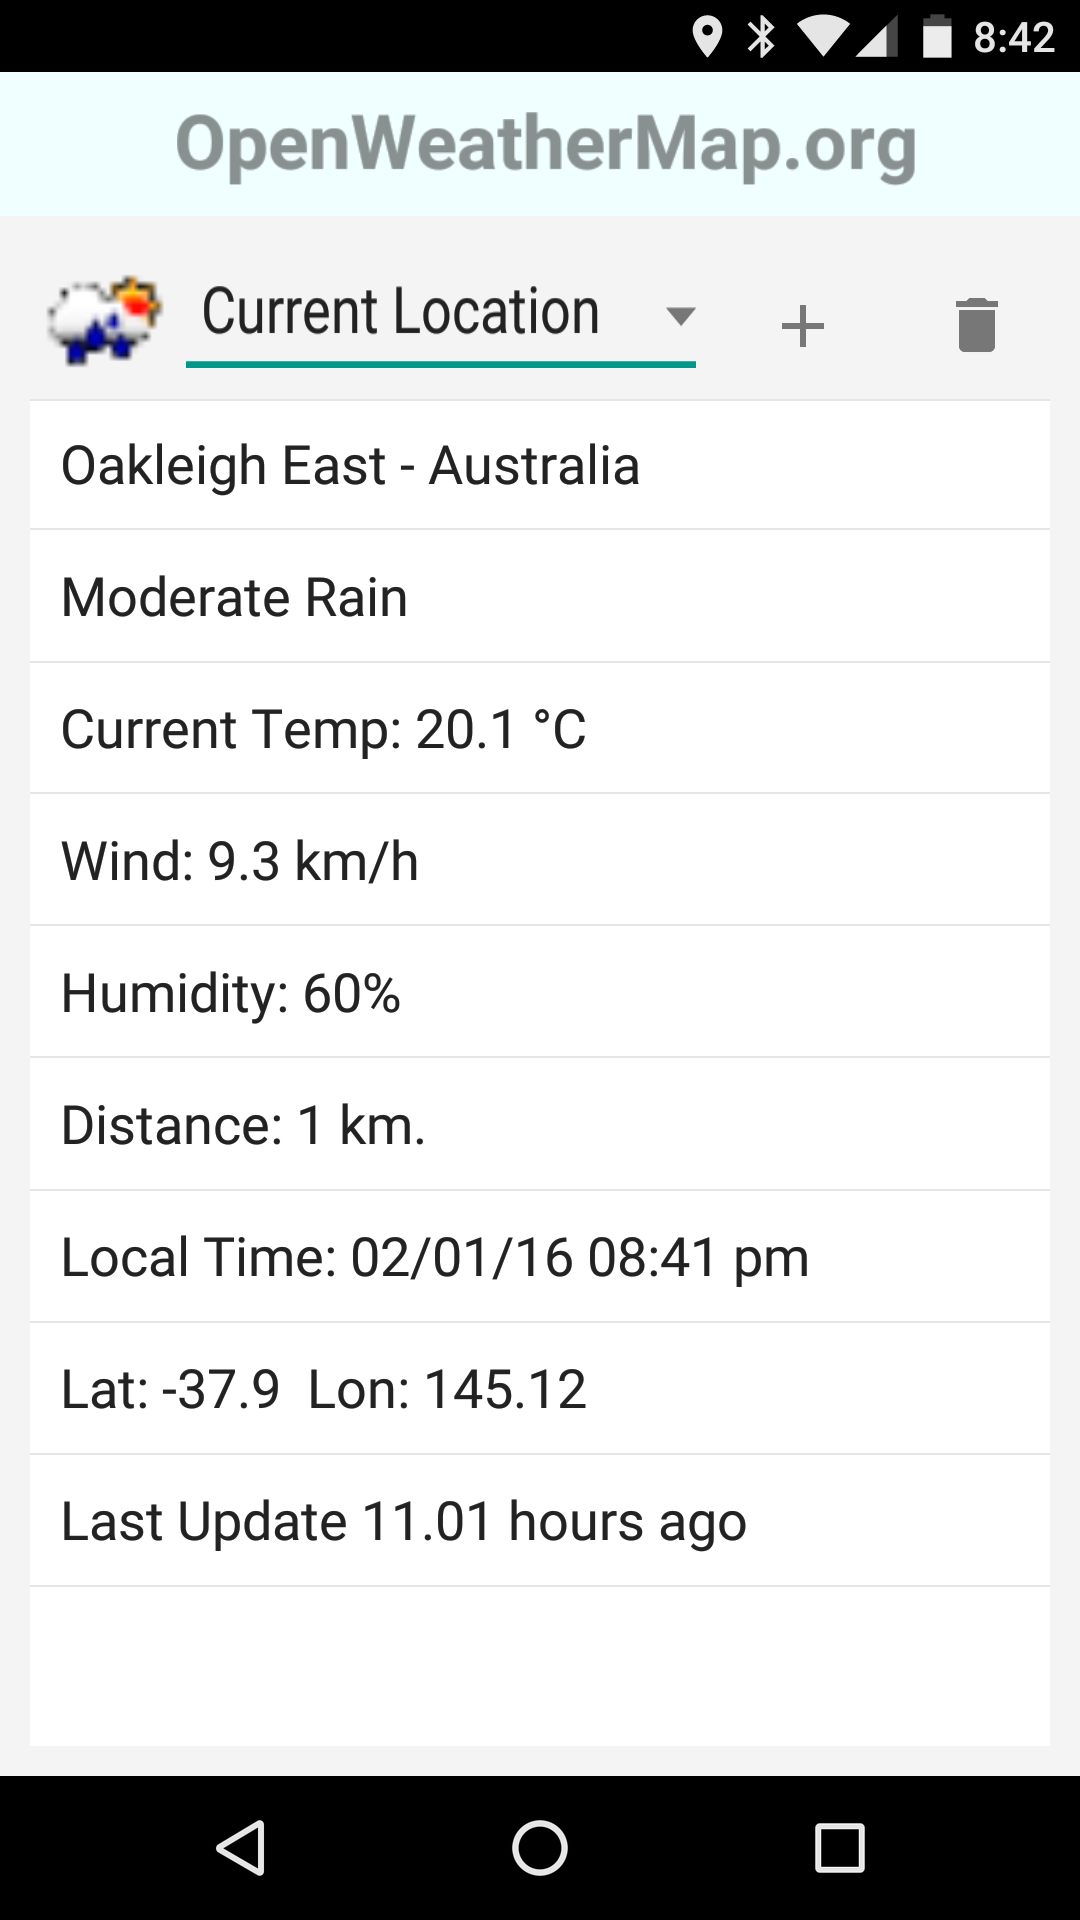 8:42
OpenWeatherMap.org
Current Location
Oakleigh East - Australia
Moderate Rain
Current Temp: 20.1 °C
Wind: 9.3 km/h
Humidity: 60%
Distance: 1 km.
Local Time: 02/01/16 08:41 pm
Lat: -37.9  Lon: 145.12
Last Update 11.01 hours ago